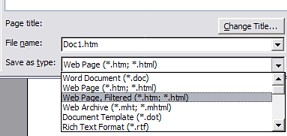 Page title:
Change Title...
File name: Doc1.htm
Save as type: Web Page (*.htm; *.html)
Word Document (*.doc)
Web Page (*.htm; *.html)
Web Page, Filtered (*.htm; *.html)
Web Archive (*.mht; *.mhtml)
Document Template (*.dot)
Rich Text Format (*.rtf)